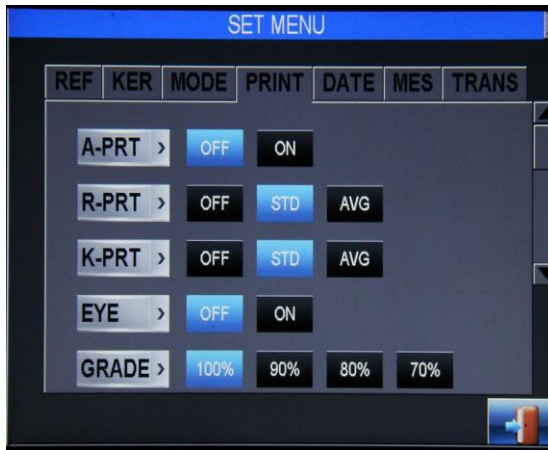 SET MENU
REF KER MODE PRINT DATE MES TRANS
A-PRT > OFF ON
R-PRT > OFF STD AVG
K-PRT > OFF STD AVG
EYE > OFF ON
GRADE > 100% 90% 80% 70%